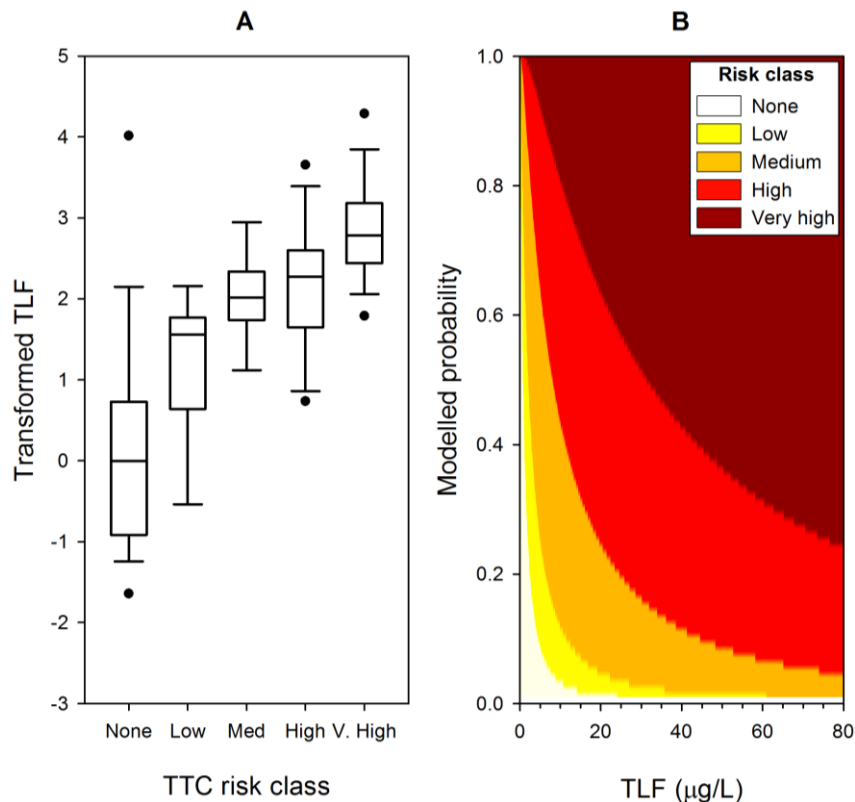 A
Transformed TLF
5
4
3
2
1
0
-1
-2
-3
None Low Med High V. High
TTC risk class
B
Modelled probability
1.0
0.8
0.6
0.4
0.2
0.0
Risk class
None
Low
Medium
High
Very high
0 20 40 60 80
TLF (μg/L)